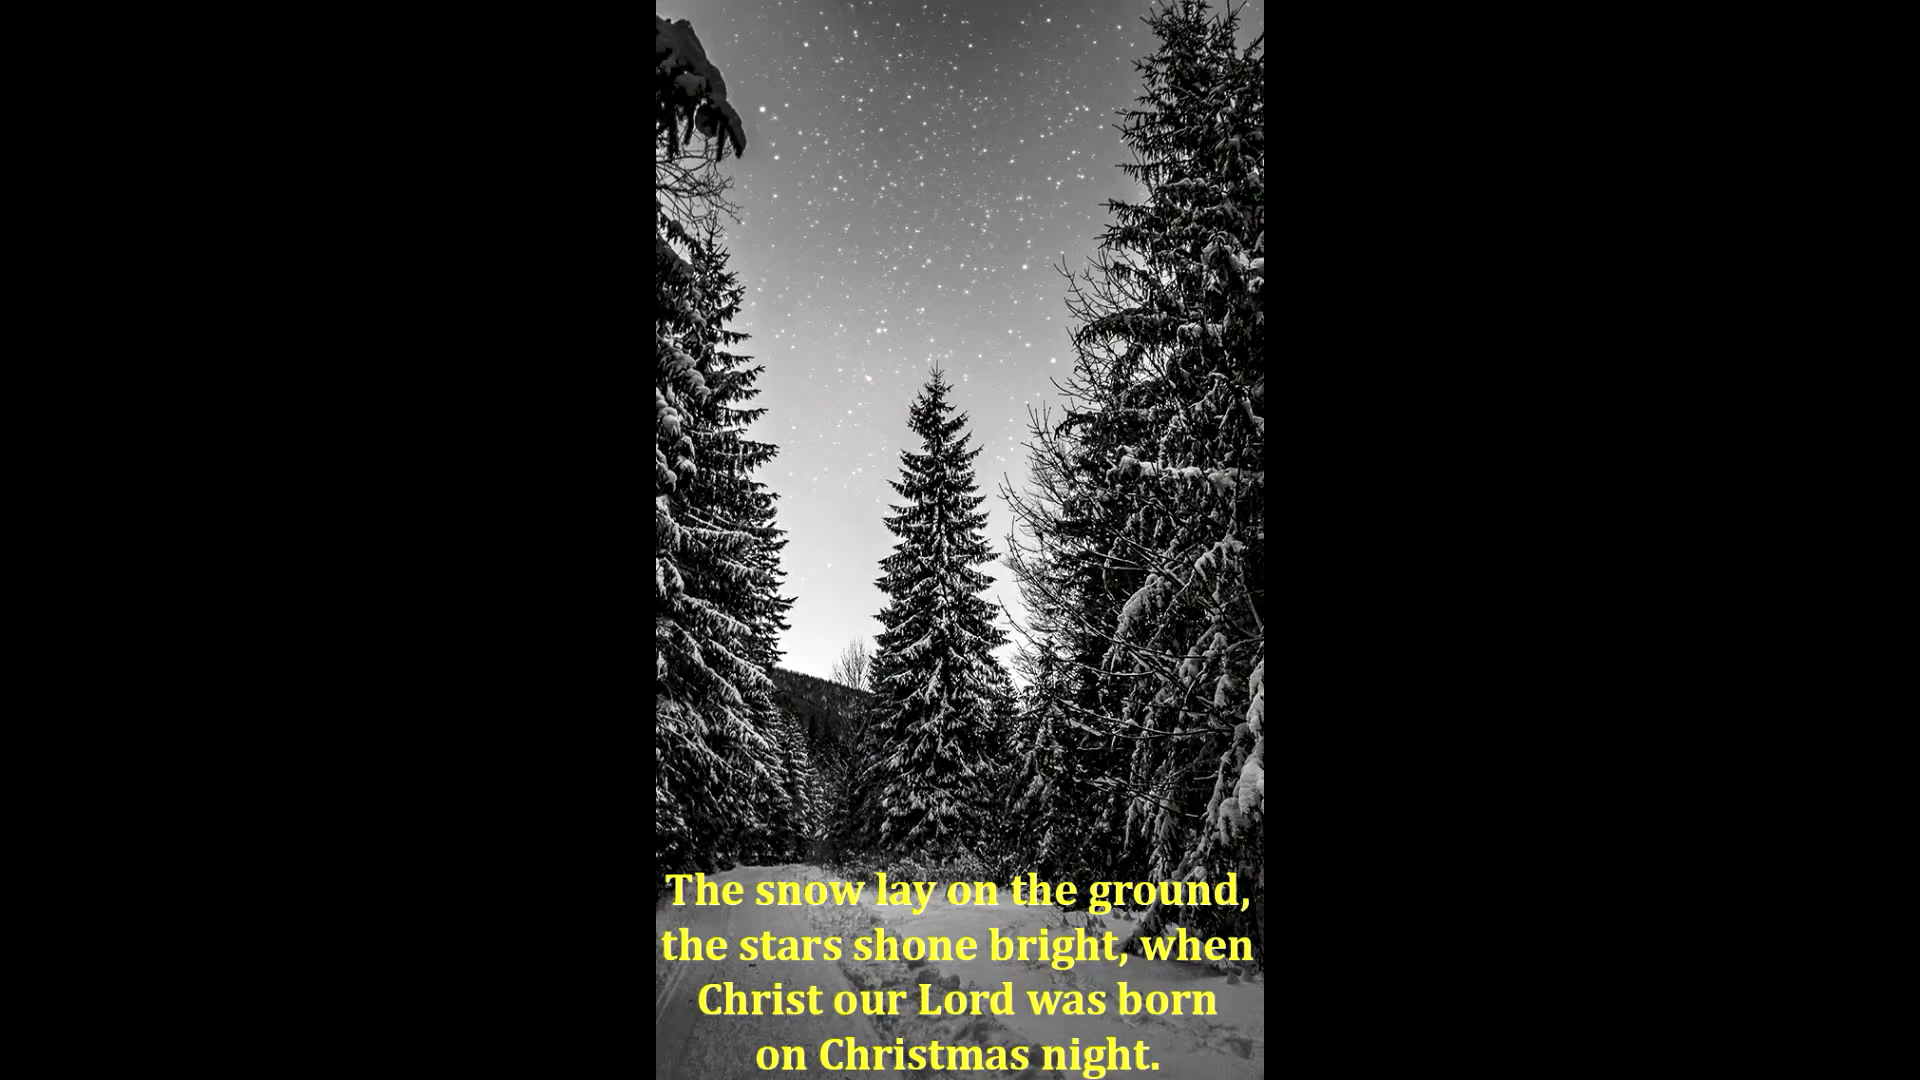 The snow lay on the ground,
the stars shone bright, when
Christ our Lord was born
on Christmas night.